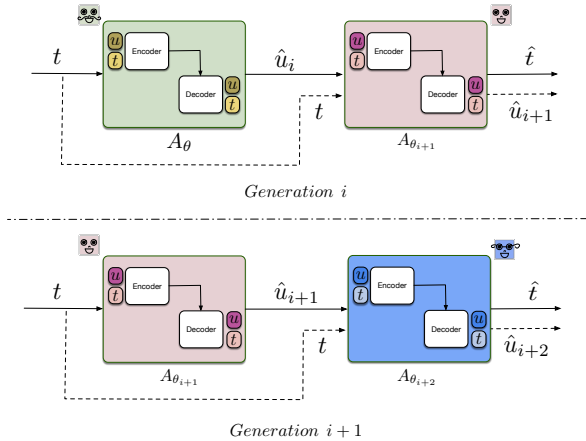 t
u
t
Encoder
Decoder
u
t
A_θ
û_i
t
u
t
Encoder
Decoder
u
t
A_{θ_{i+1}}
t̂
û_{i+1}
Generation i
t
u
t
Encoder
Decoder
u
t
A_{θ_{i+1}}
û_{i+1}
t
u
t
Encoder
Decoder
u
t
A_{θ_{i+2}}
t̂
û_{i+2}
Generation i + 1